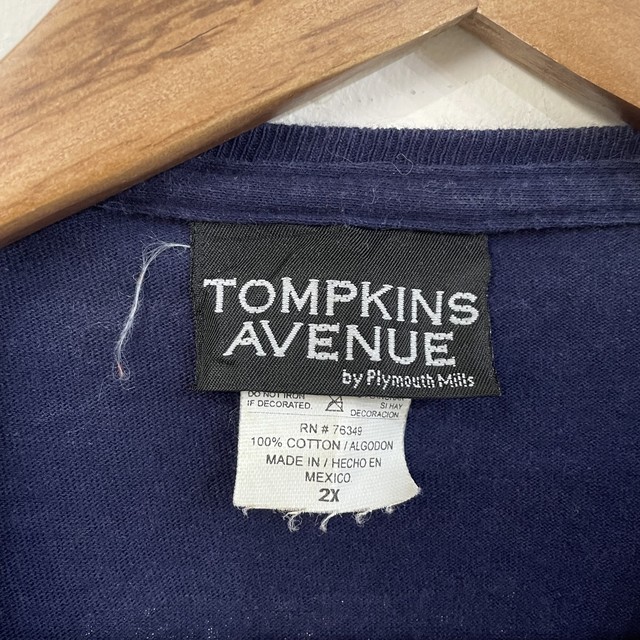 TOMPKINS
AVENUE
by Plymouth Mills
DO NOT IRON
IF DECORATED.
SI HAY
DECORACION.
RN # 76349
100% COTTON / ALGODON
MADE IN / HECHO EN
MEXICO
2X